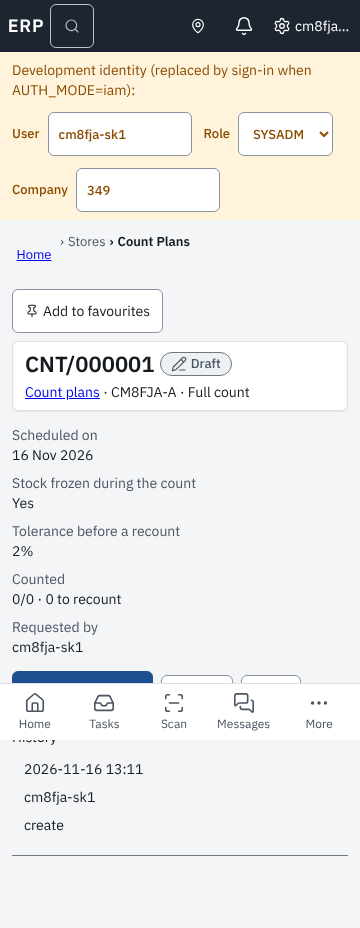 ERP
cm8fja...
Development identity (replaced by sign-in when
AUTH_MODE=iam):
User cm8fja-sk1 Role SYSADM
Company 349
Home › Stores › Count Plans
Add to favourites
CNT/000001 Draft
Count plans · CM8FJA-A · Full count
Scheduled on
16 Nov 2026
Stock frozen during the count
Yes
Tolerance before a recount
2%
Counted
0/0 · 0 to recount
Requested by
cm8fja-sk1
Home Tasks Scan Messages More
History
2026-11-16 13:11
cm8fja-sk1
create